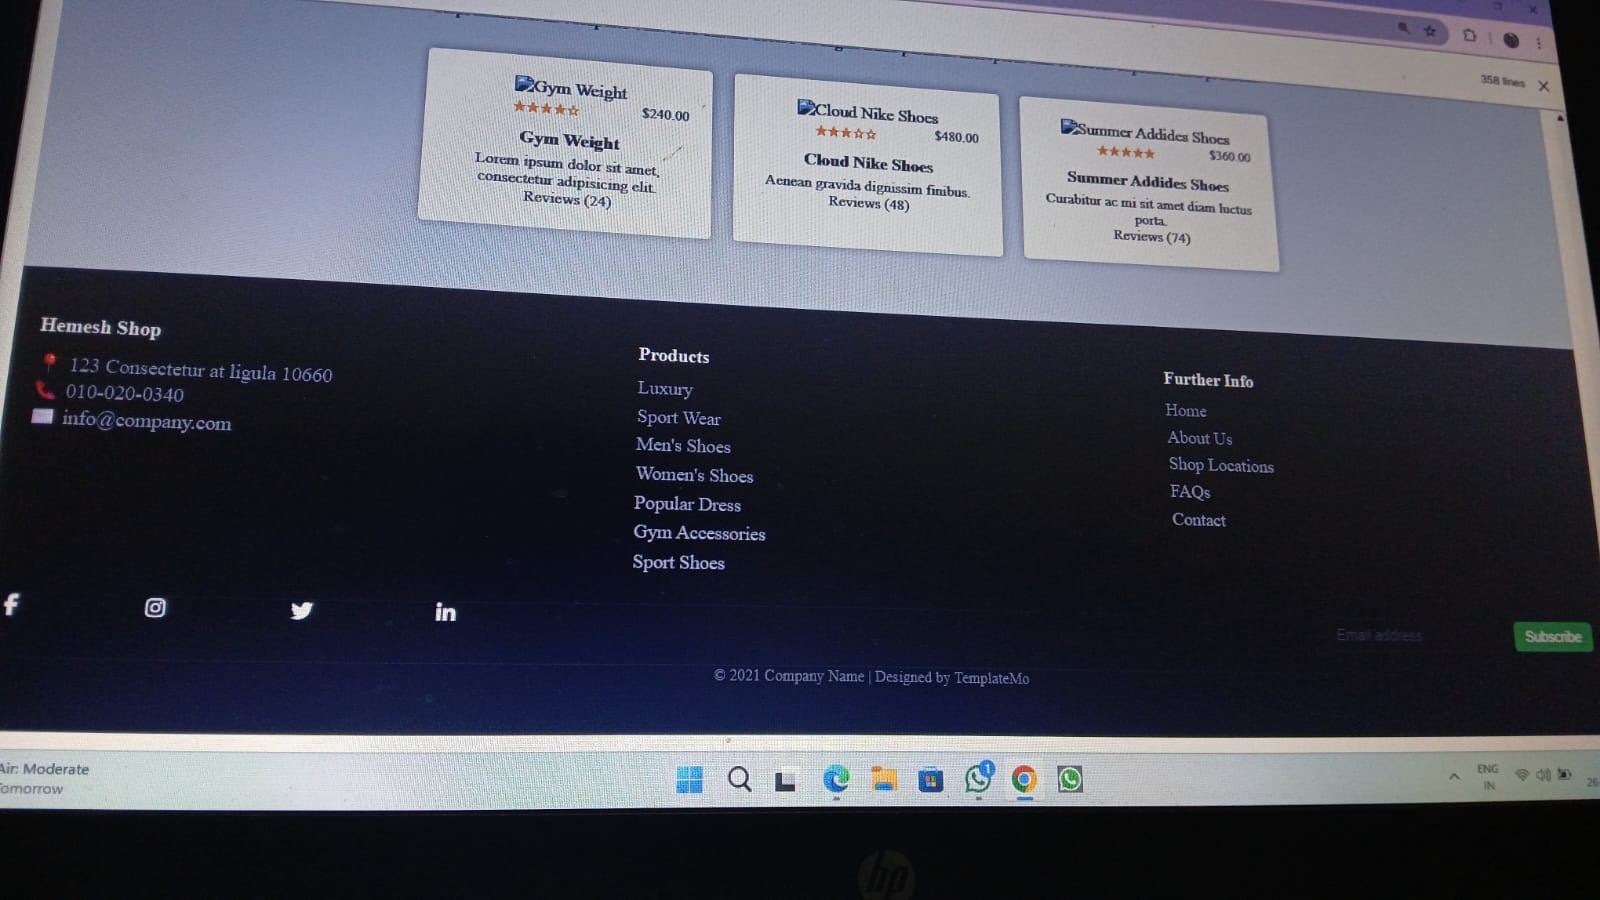 358 lines
Gym Weight
$240.00
Gym Weight
Lorem ipsum dolor sit amet,
consectetur adipisicing elit.
Reviews (24)
Cloud Nike Shoes
$480.00
Cloud Nike Shoes
Aenean gravida dignissim finibus.
Reviews (48)
Summer Addides Shoes
$360.00
Summer Addides Shoes
Curabitur ac mi sit amet diam luctus
porta.
Reviews (74)
Hemesh Shop
123 Consectetur at ligula 10660
010-020-0340
info@company.com
Products
Luxury
Sport Wear
Men's Shoes
Women's Shoes
Popular Dress
Gym Accessories
Sport Shoes
Further Info
Home
About Us
Shop Locations
FAQs
Contact
Email address
Subscribe
© 2021 Company Name | Designed by TemplateMo
Air: Moderate
Tomorrow
1
ENG
IN
26
hp